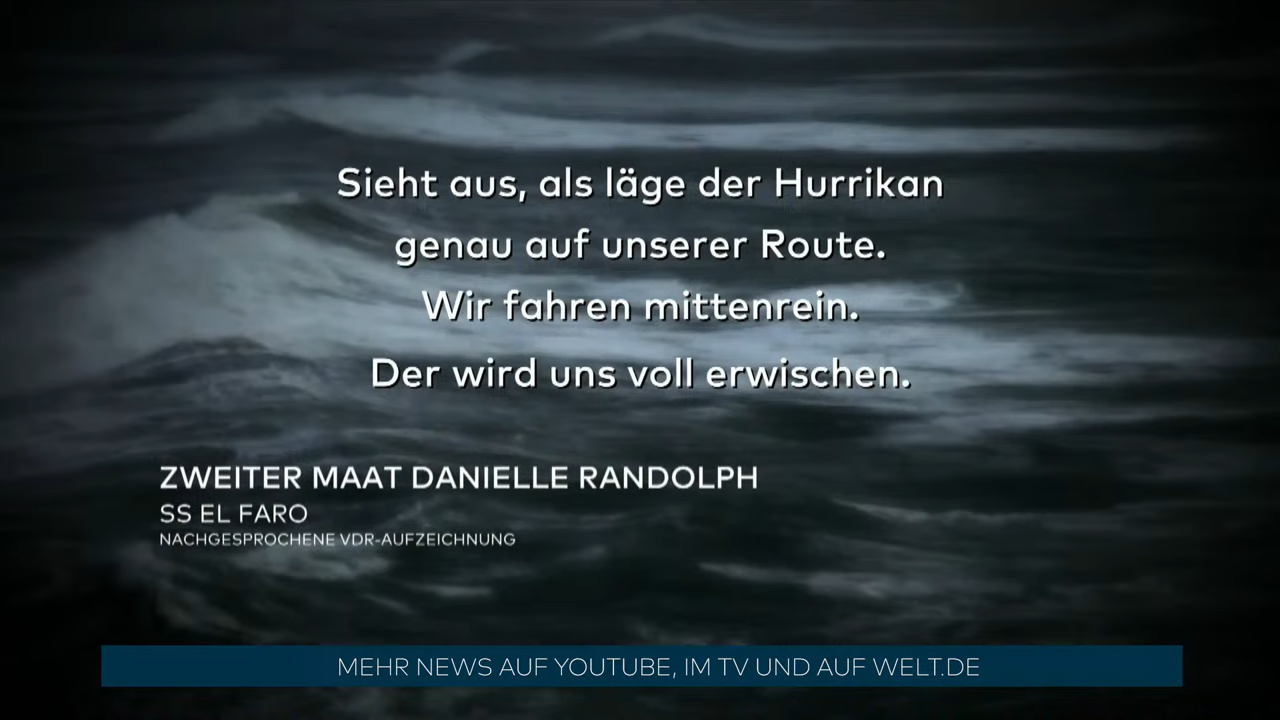 Sieht aus, als läge der Hurrikan
genau auf unserer Route.
Wir fahren mittenrein.
Der wird uns voll erwischen.
ZWEITER MAAT DANIELLE RANDOLPH
SS EL FARO
NACHGESPROCHENE VDR-AUFZEICHNUNG
MEHR NEWS AUF YOUTUBE, IM TV UND AUF WELT.DE